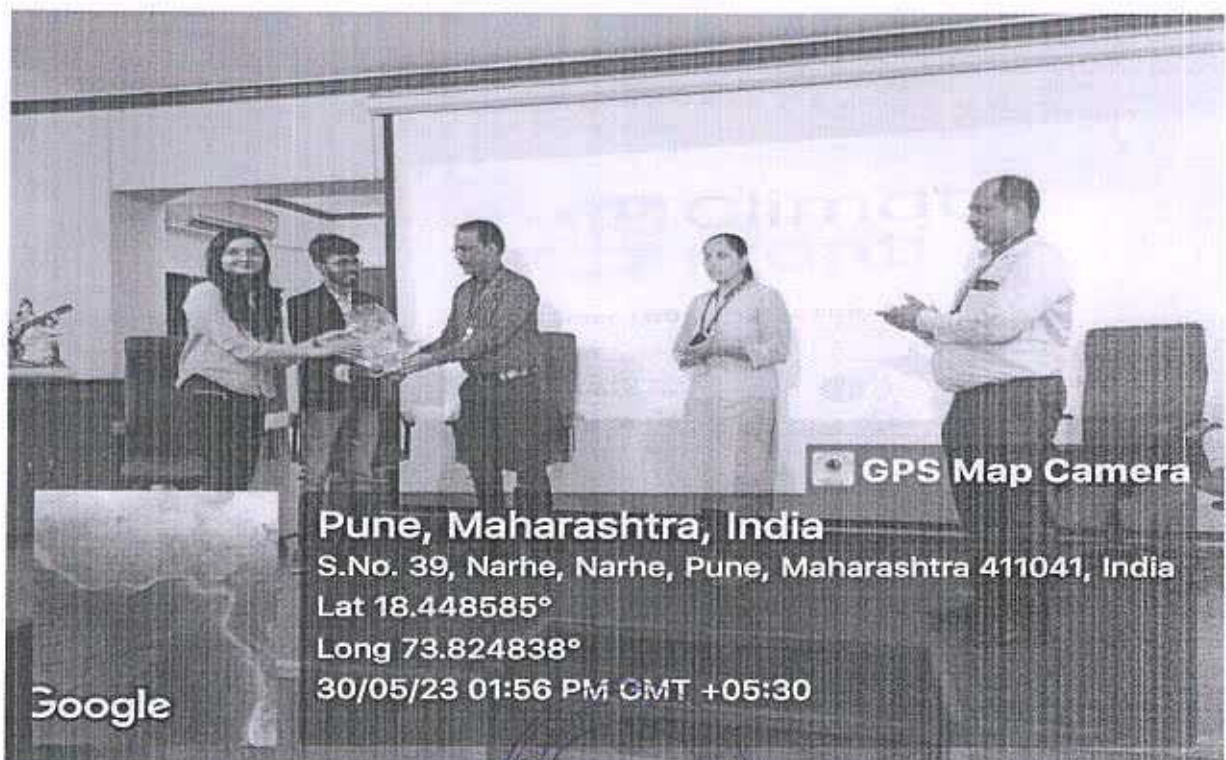 Climat
GPS Map Camera
Pune, Maharashtra, India
S.No. 39, Narhe, Narhe, Pune, Maharashtra 411041, India
Lat 18.448585°
Long 73.824838°
30/05/23 01:56 PM GMT +05:30
Google